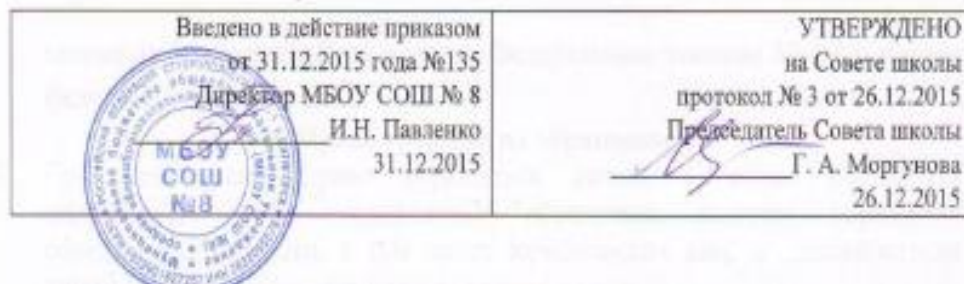 Введено в действие приказом
от 31.12.2015 года №135
Директор МБОУ СОШ № 8
И.Н. Павленко
31.12.2015
МБОУ
СОШ
№8
УТВЕРЖДЕНО
на Совете школы
протокол № 3 от 26.12.2015
Председатель Совета школы
Г. А. Моргунова
26.12.2015